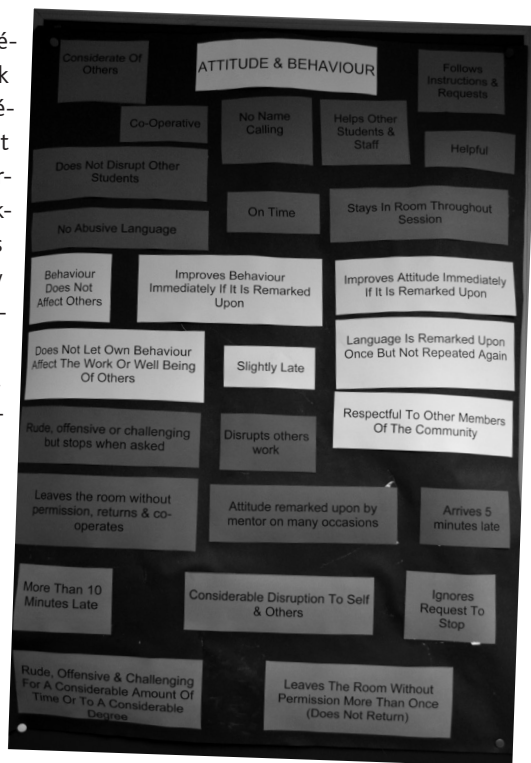 é-
k
é-
t
r-
k-
s
y
-
-
ATTITUDE & BEHAVIOUR
Considerate Of
Others
Follows
Instructions &
Requests
Co-Operative
No Name
Calling
Helps Other
Students &
Staff
Helpful
Does Not Disrupt Other
Students
On Time
Stays In Room Throughout
Session
No Abusive Language
Behaviour
Does Not
Affect Others
Improves Behaviour
Immediately If It Is Remarked
Upon
Improves Attitude Immediately
If It Is Remarked Upon
Does Not Let Own Behaviour
Affect The Work Or Well Being
Of Others
Slightly Late
Language Is Remarked Upon
Once But Not Repeated Again
Respectful To Other Members
Of The Community
Rude, offensive or challenging
but stops when asked
Disrupts others
work
Leaves the room without
permission, returns & co-
operates
Attitude remarked upon by
mentor on many occasions
Arrives 5
minutes late
More Than 10
Minutes Late
Considerable Disruption To Self
& Others
Ignores
Request To
Stop
Rude, Offensive & Challenging
For A Considerable Amount Of
Time Or To A Considerable
Degree
Leaves The Room Without
Permission More Than Once
(Does Not Return)